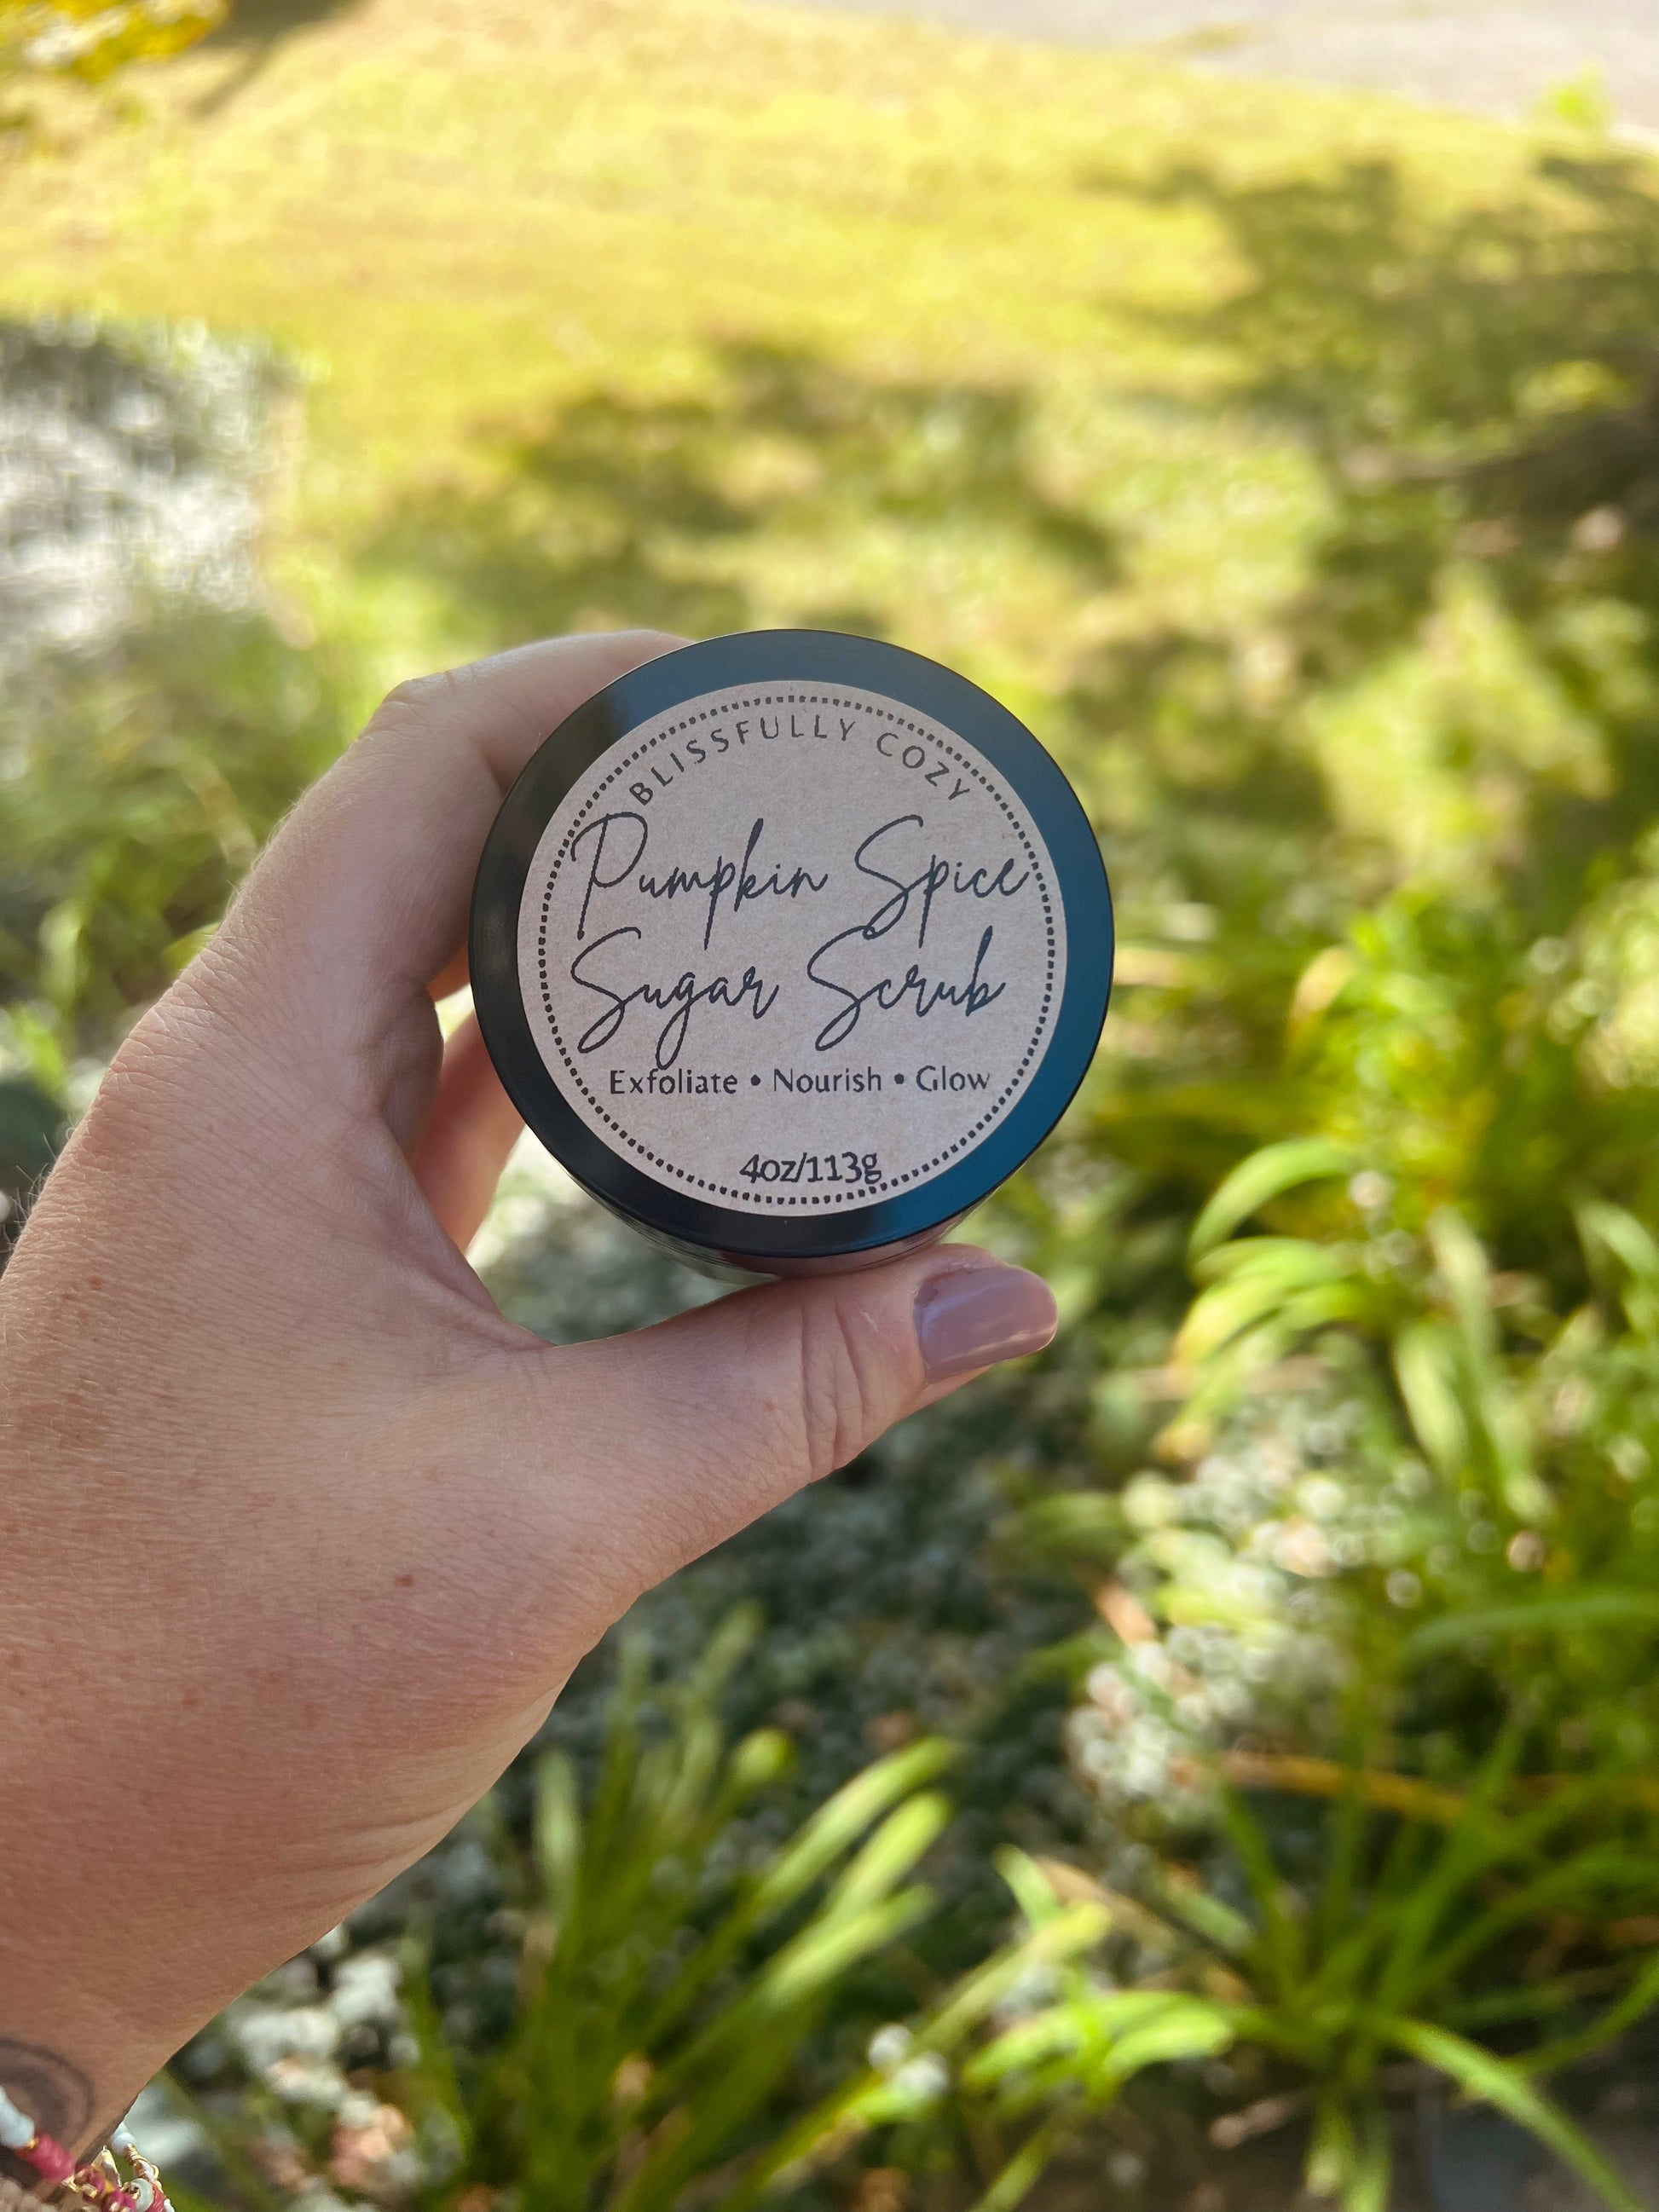 BLISSFULLY COZY
Pumpkin Spice
Sugar Scrub
Exfoliate • Nourish • Glow
4oz/113g